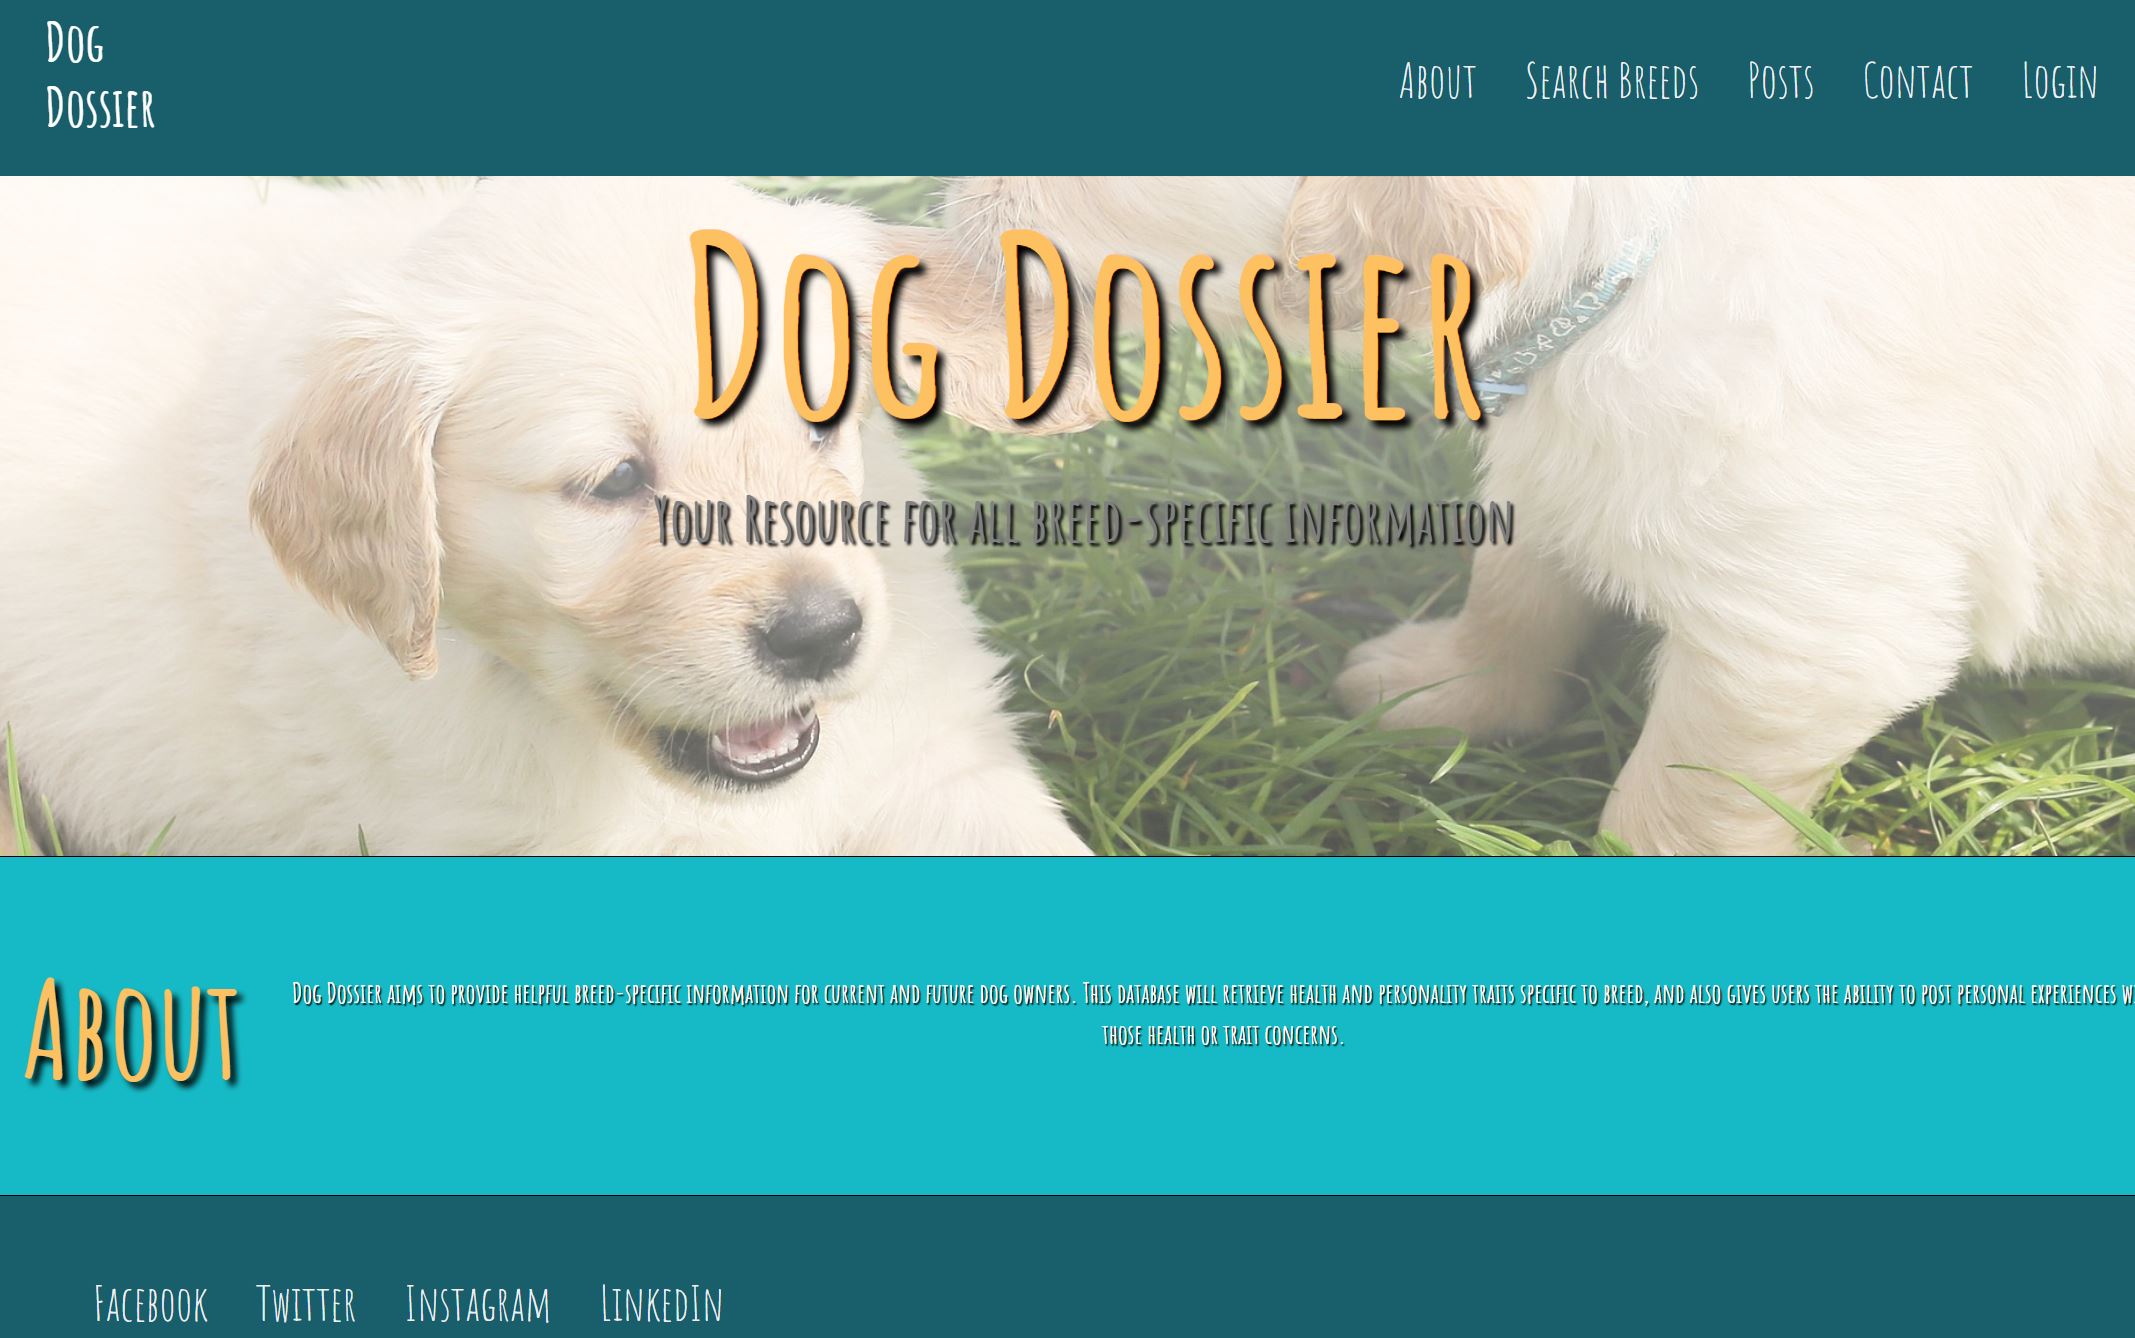 Dog
Dossier
About Search Breeds Posts Contact Login
Dog Dossier
Your Resource for all breed-specific information
About
Dog Dossier aims to provide helpful breed-specific information for current and future dog owners. This database will retrieve health and personality traits specific to breed, and also gives users the ability to post personal experiences
those health or trait concerns.
Facebook Twitter Instagram LinkedIn